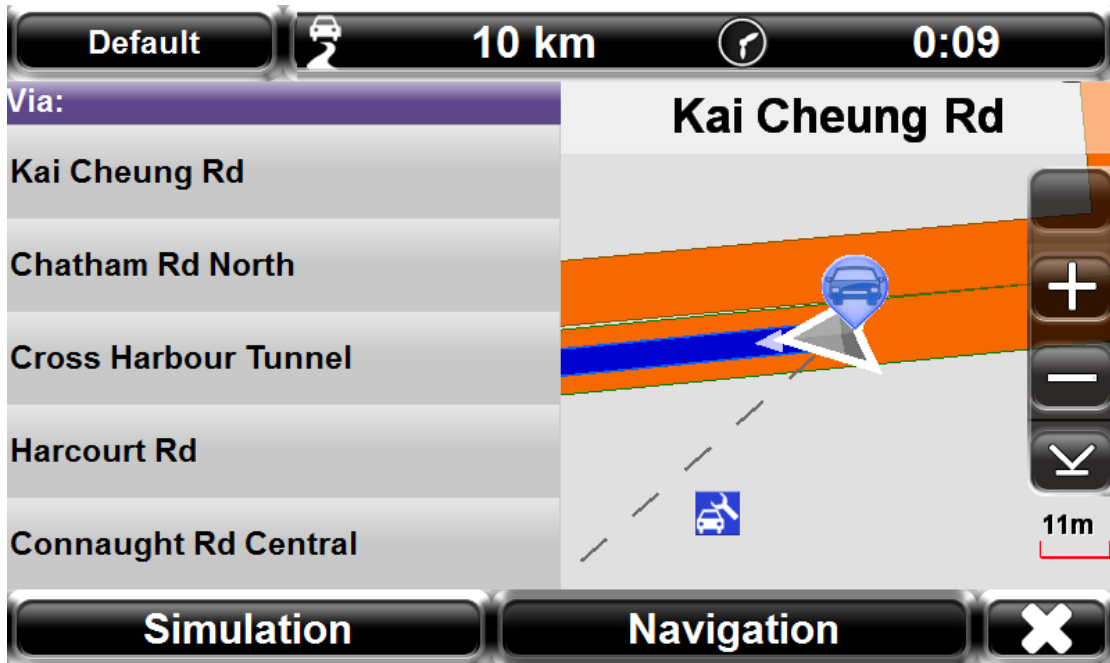 Default
10 km
0:09
Via:
Kai Cheung Rd
Kai Cheung Rd
Chatham Rd North
Cross Harbour Tunnel
Harcourt Rd
Connaught Rd Central
11m
Simulation
Navigation